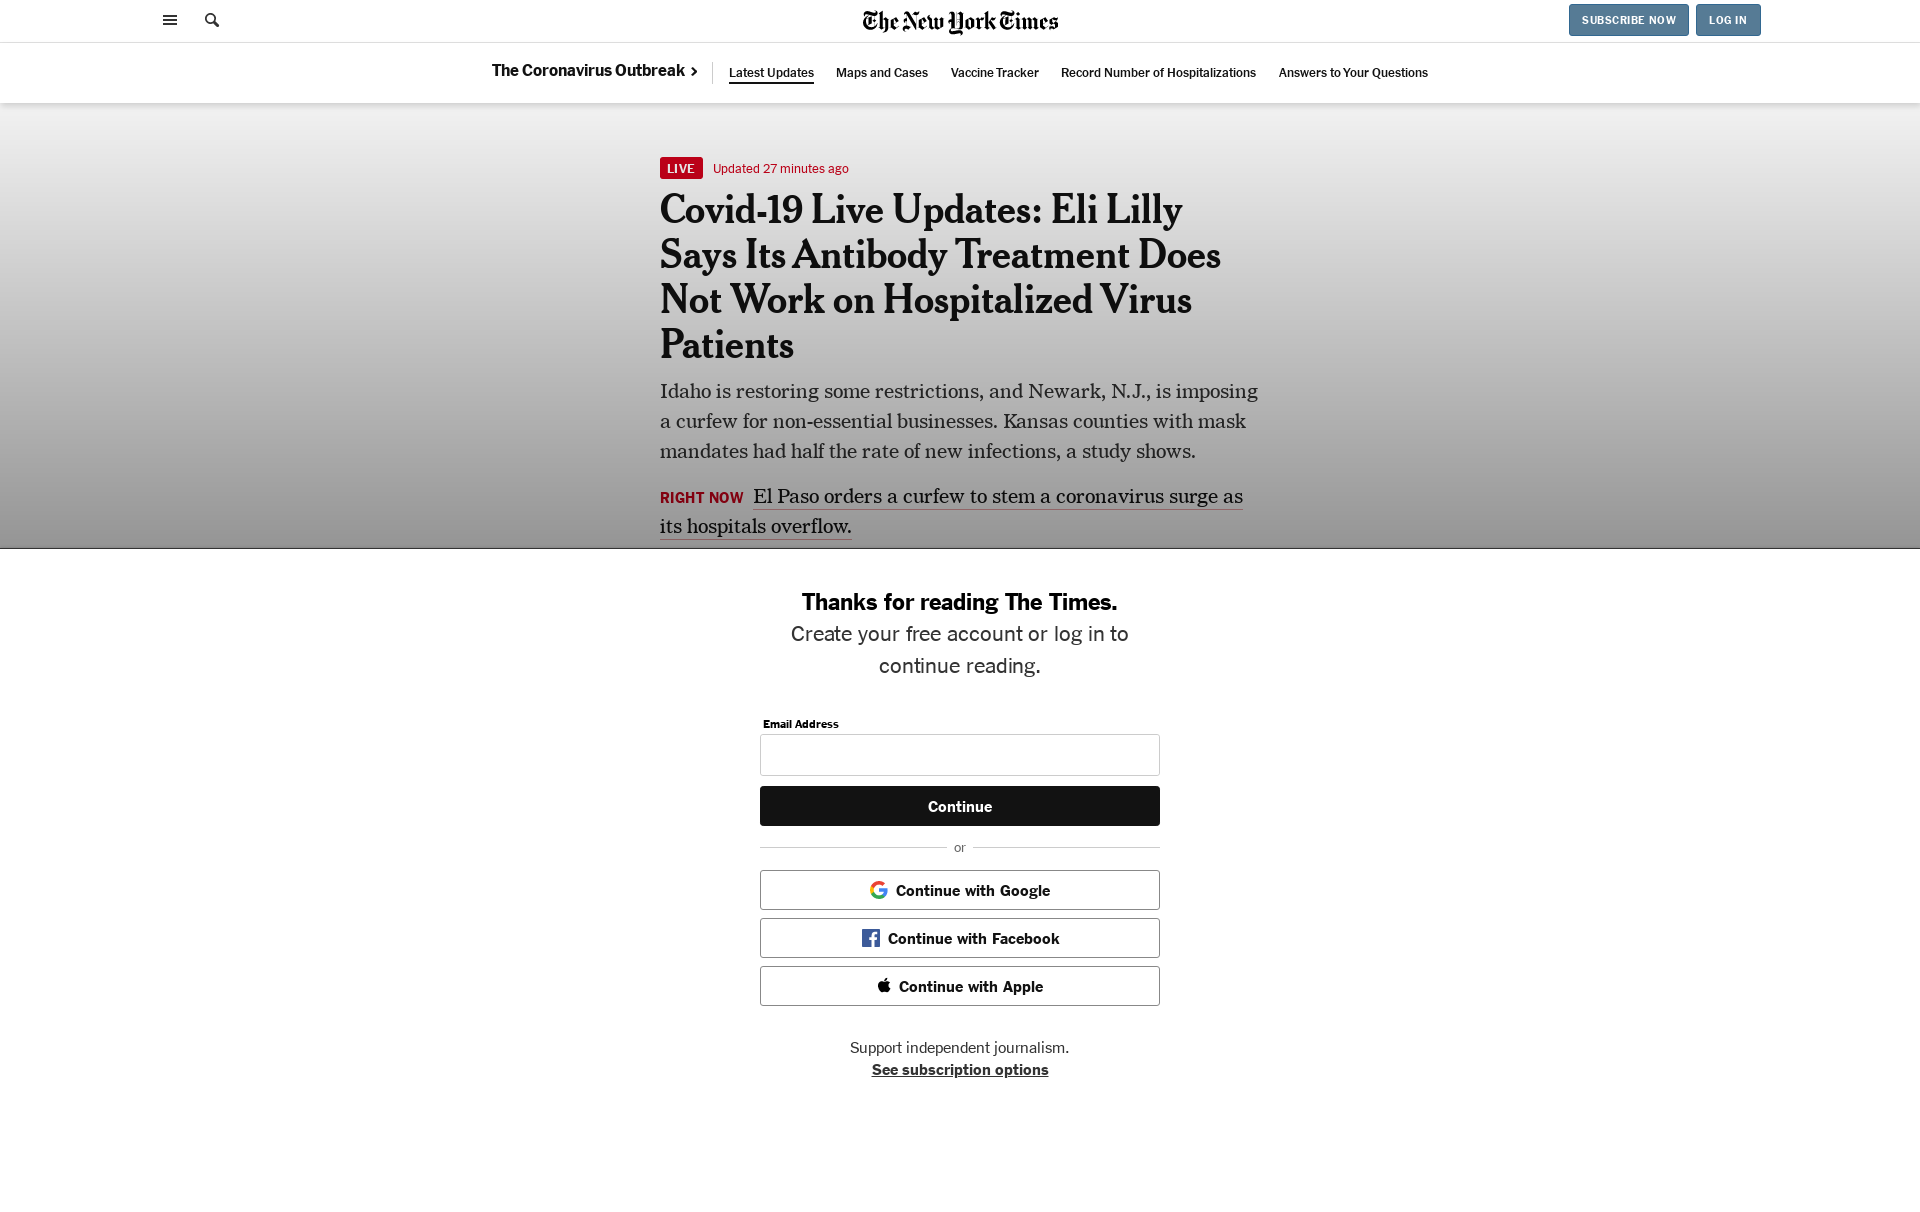 The New York Times
SUBSCRIBE NOW
LOG IN
The Coronavirus Outbreak
Latest Updates
Maps and Cases
Vaccine Tracker
Record Number of Hospitalizations
Answers to Your Questions
LIVE
Updated 27 minutes ago
Covid-19 Live Updates: Eli Lilly
Says Its Antibody Treatment Does
Not Work on Hospitalized Virus
Patients
Idaho is restoring some restrictions, and Newark, N.J., is imposing
a curfew for non-essential businesses. Kansas counties with mask
mandates had half the rate of new infections, a study shows.
RIGHT NOW El Paso orders a curfew to stem a coronavirus surge as
its hospitals overflow.
Thanks for reading The Times.
Create your free account or log in to
continue reading.
Email Address
Continue
or
Continue with Google
Continue with Facebook
Continue with Apple
Support independent journalism.
See subscription options